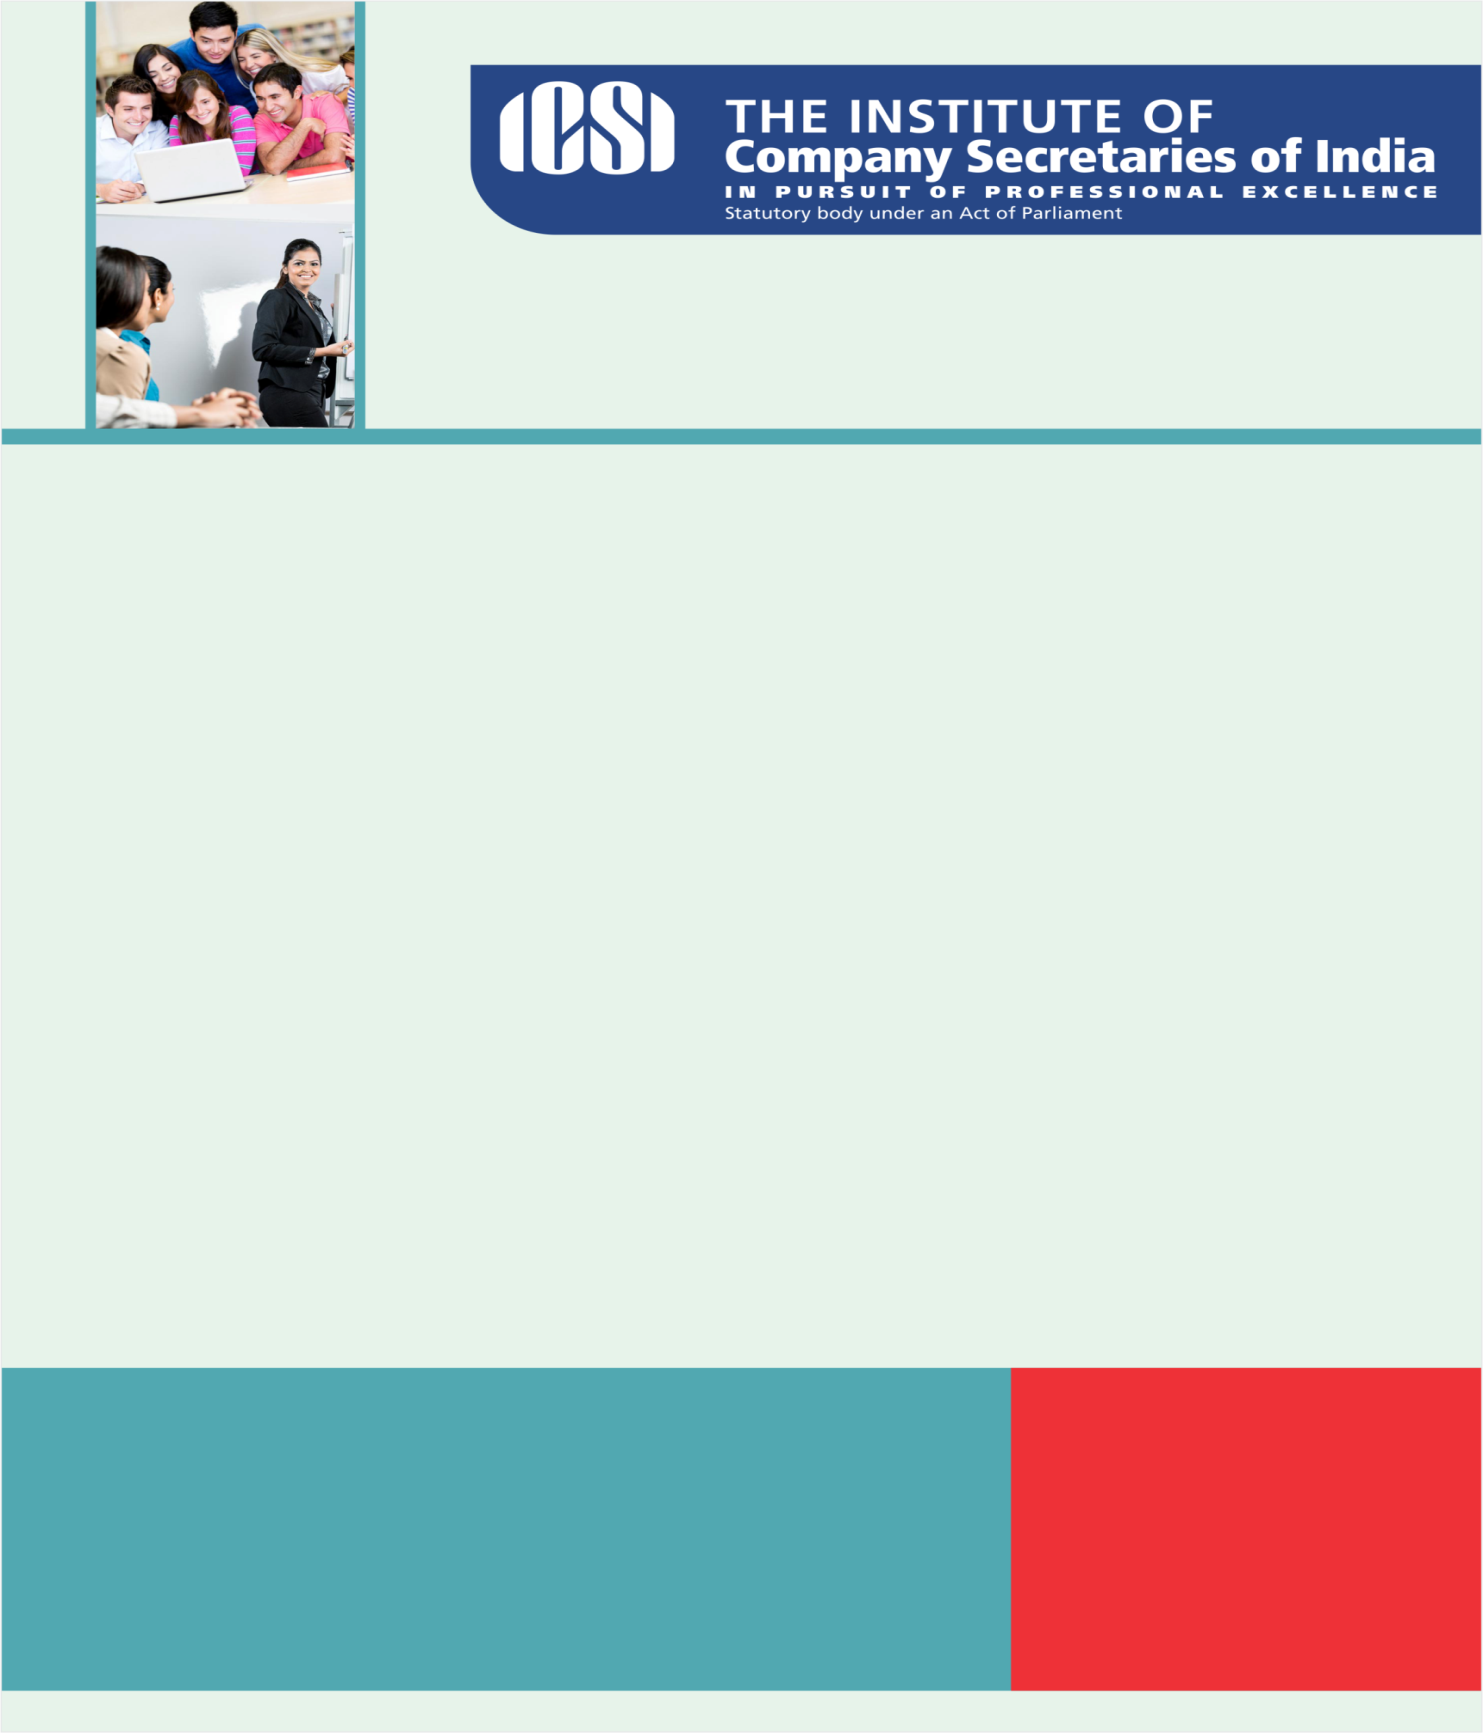 ICSI
THE INSTITUTE OF
Company Secretaries of India
IN PURSUIT OF PROFESSIONAL EXCELLENCE
Statutory body under an Act of Parliament